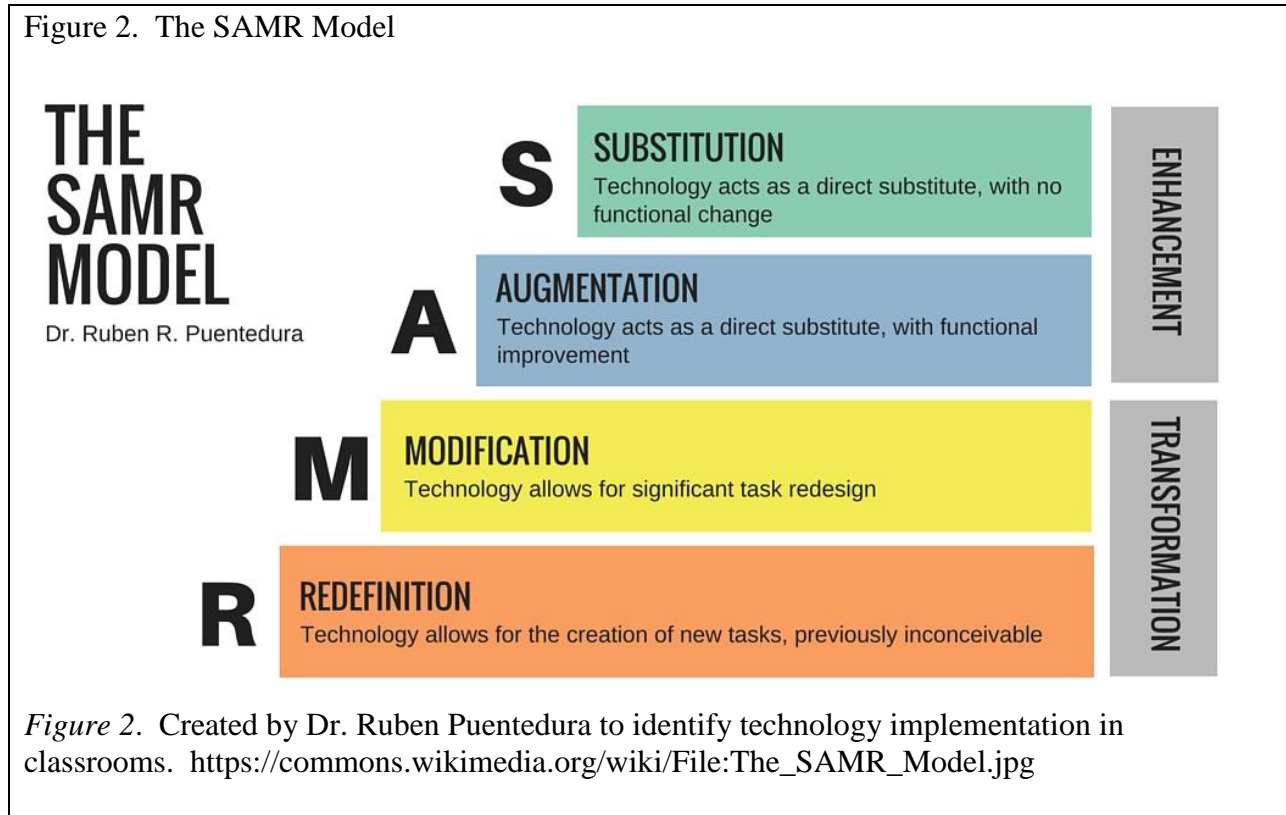 Figure 2.  The SAMR Model
THE
SAMR
MODEL
Dr. Ruben R. Puentedura
S
SUBSTITUTION
Technology acts as a direct substitute, with no
functional change
A
AUGMENTATION
Technology acts as a direct substitute, with functional
improvement
M
MODIFICATION
Technology allows for significant task redesign
R
REDEFINITION
Technology allows for the creation of new tasks, previously inconceivable
ENHANCEMENT
TRANSFORMATION
Figure 2.  Created by Dr. Ruben Puentedura to identify technology implementation in
classrooms.  https://commons.wikimedia.org/wiki/File:The_SAMR_Model.jpg